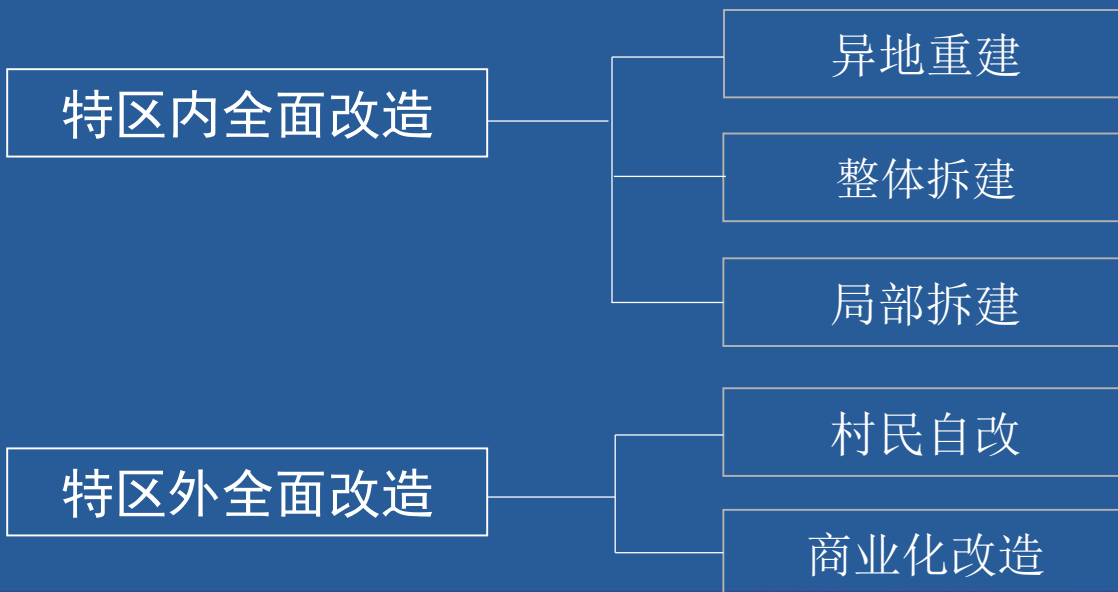 特区内全面改造
异地重建
整体拆建
局部拆建
特区外全面改造
村民自改
商业化改造